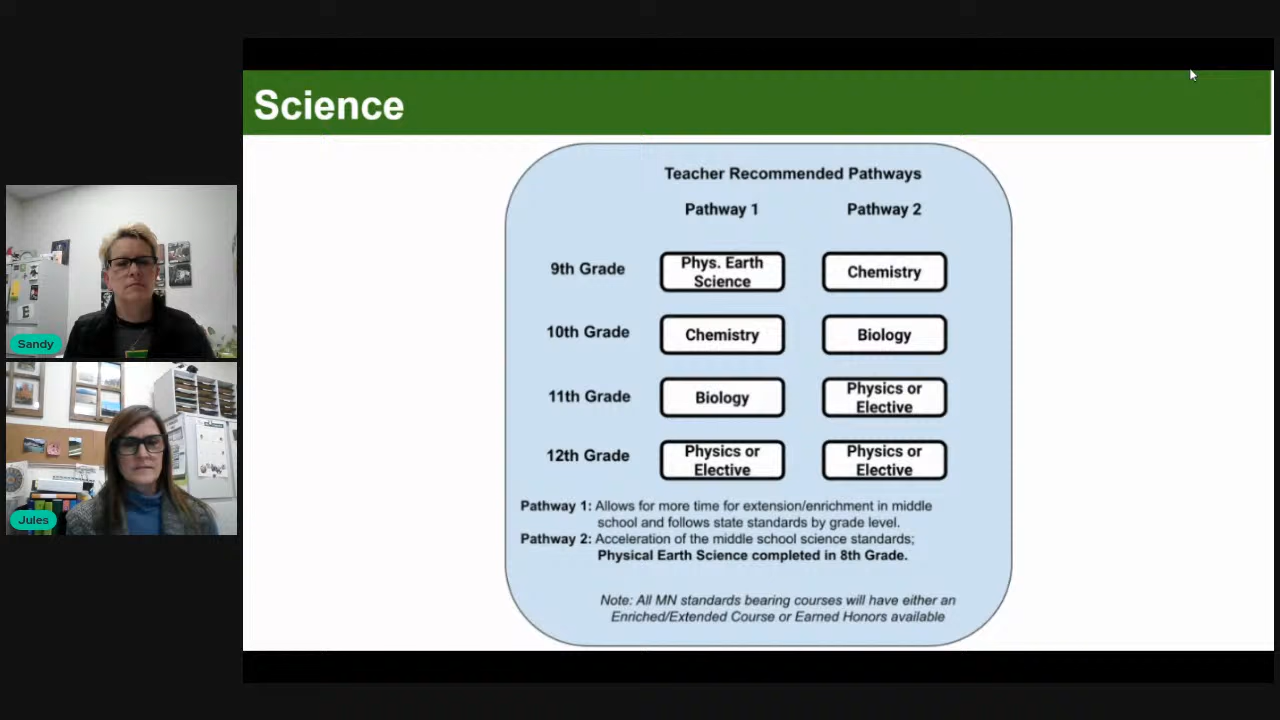 Science
Teacher Recommended Pathways
Pathway 1
Pathway 2
9th Grade
Phys. Earth
Science
Chemistry
10th Grade
Chemistry
Biology
11th Grade
Biology
Physics or
Elective
12th Grade
Physics or
Elective
Physics or
Elective
Pathway 1: Allows for more time for extension/enrichment in middle
school and follows state standards by grade level.
Pathway 2: Acceleration of the middle school science standards;
Physical Earth Science completed in 8th Grade.
Note: All MN standards bearing courses will have either an
Enriched/Extended Course or Earned Honors available
Sandy
Jules